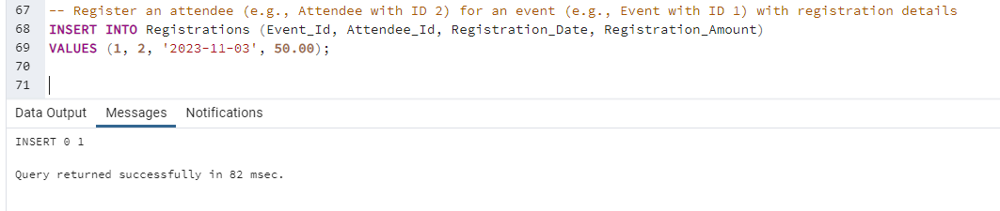 67 -- Register an attendee (e.g., Attendee with ID 2) for an event (e.g., Event with ID 1) with registration details
68 INSERT INTO Registrations (Event_Id, Attendee_Id, Registration_Date, Registration_Amount)
69 VALUES (1, 2, '2023-11-03', 50.00);
70
71
Data Output Messages Notifications
INSERT 0 1
Query returned successfully in 82 msec.